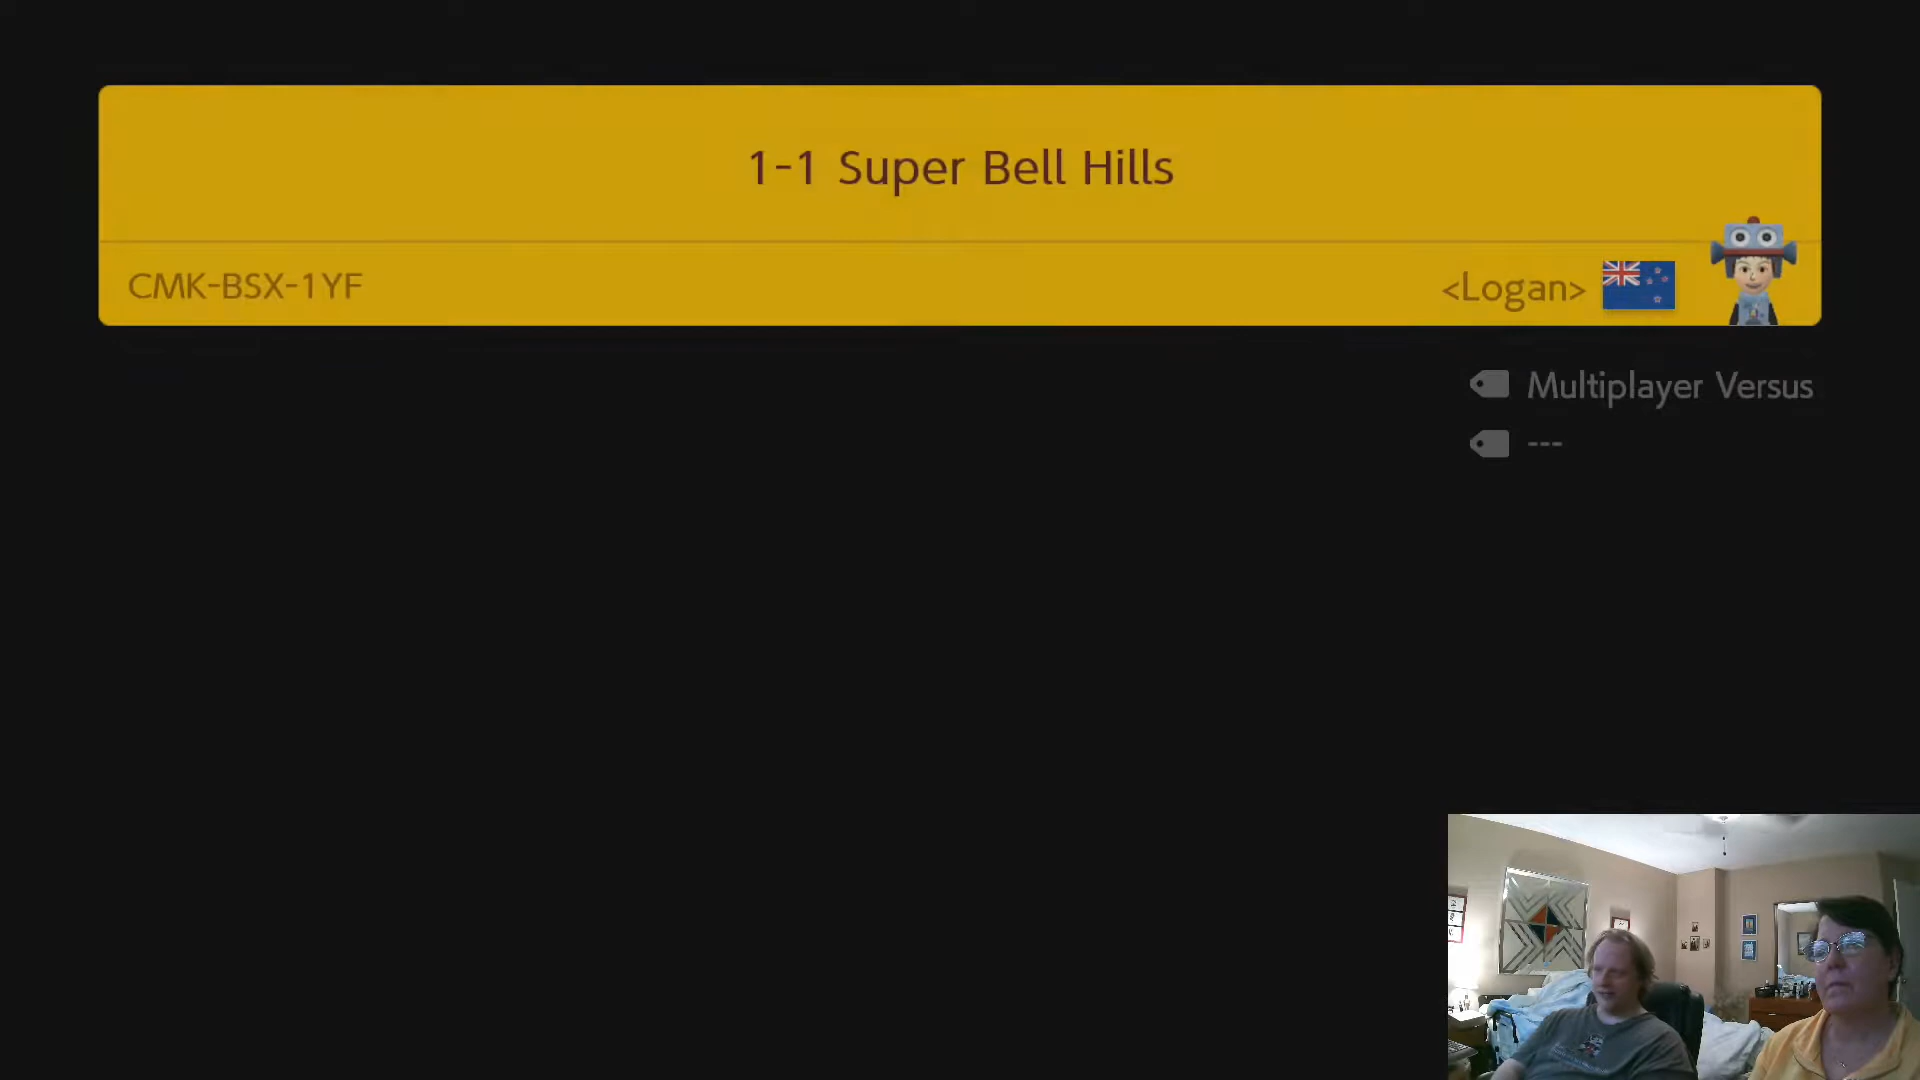 1-1 Super Bell Hills
CMK-BSX-1YF
<Logan>
Multiplayer Versus
---